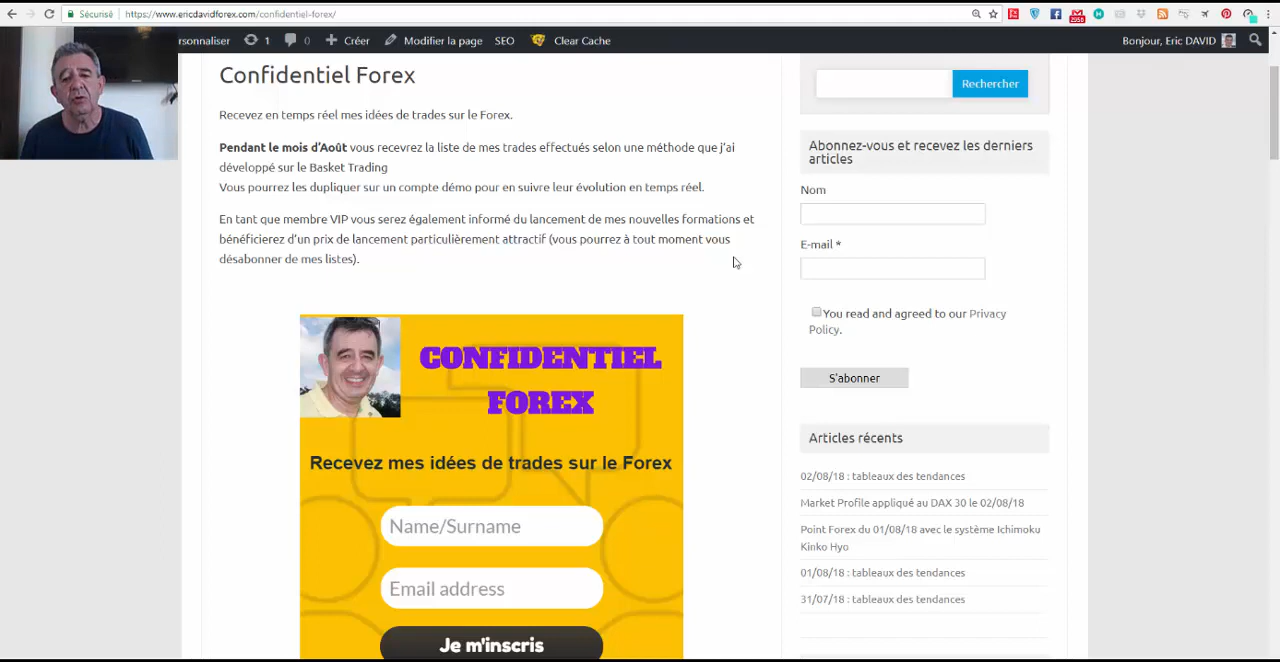 Sécurisé https://www.ericdavidforex.com/confidentiel-forex/
2558
rsonnaliser 1 0 Créer Modifier la page SEO Clear Cache Bonjour, Eric DAVID
Confidentiel Forex
Recevez en temps réel mes idées de trades sur le Forex.
Pendant le mois d'Août vous recevrez la liste de mes trades effectués selon une méthode que j'ai
développé sur le Basket Trading
Vous pourrez les dupliquer sur un compte démo pour en suivre leur évolution en temps réel.
En tant que membre VIP vous serez également informé du lancement de mes nouvelles formations et
bénéficierez d'un prix de lancement particulièrement attractif (vous pourrez à tout moment vous
désabonner de mes listes).
CONFIDENTIEL
FOREX
Recevez mes idées de trades sur le Forex
Name/Surname
Email address
Je m'inscris
Rechercher
Abonnez-vous et recevez les derniers
articles
Nom
E-mail *
You read and agreed to our Privacy
Policy.
S'abonner
Articles récents
02/08/18 : tableaux des tendances
Market Profile appliqué au DAX 30 le 02/08/18
Point Forex du 01/08/18 avec le système Ichimoku
Kinko Hyo
01/08/18 : tableaux des tendances
31/07/18 : tableaux des tendances